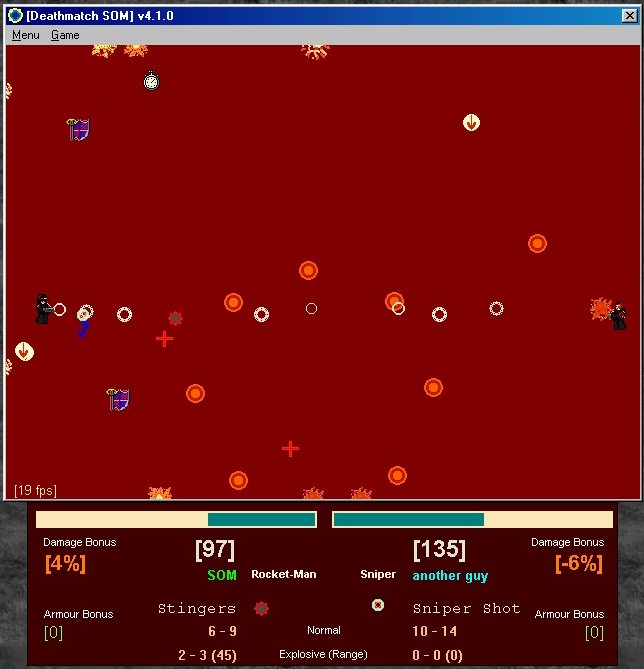 [Deathmatch SOM] v4.1.0
Menu Game
[19 fps]
Damage Bonus
[4%]
[97]
SOM
Rocket-Man
Sniper
[135]
another guy
Damage Bonus
[-6%]
Armour Bonus
[0]
Stingers
Sniper Shot
Armour Bonus
[0]
6 - 9 Normal 10 - 14
2 - 3 (45) Explosive (Range) 0 - 0 (0)